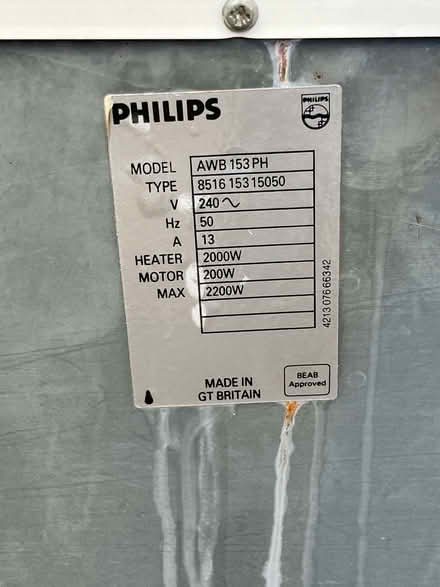 PHILIPS
PHILIPS
MODEL AWB 153 PH
TYPE 8516 153 15050
V 240 ∿
Hz 50
A 13
HEATER 2000W
MOTOR 200W
MAX 2200W
4213 076 66342
MADE IN
GT BRITAIN
BEAB
Approved